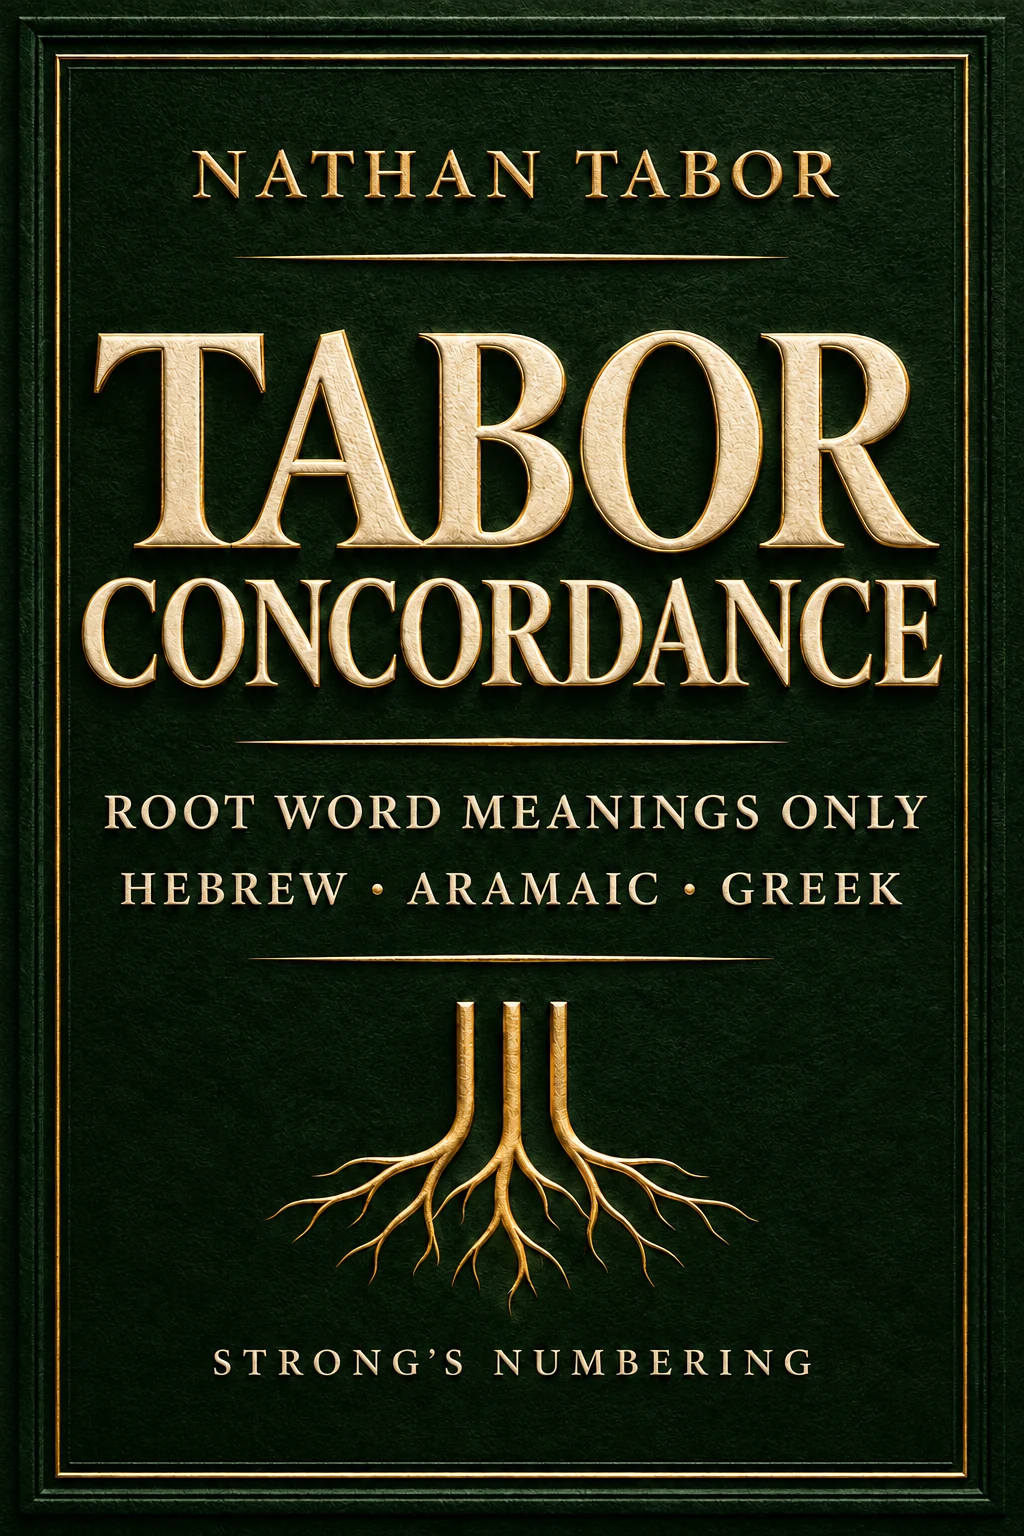 NATHAN TABOR
TABOR
CONCORDANCE
ROOT WORD MEANINGS ONLY
HEBREW • ARAMAIC • GREEK
STRONG’S NUMBERING